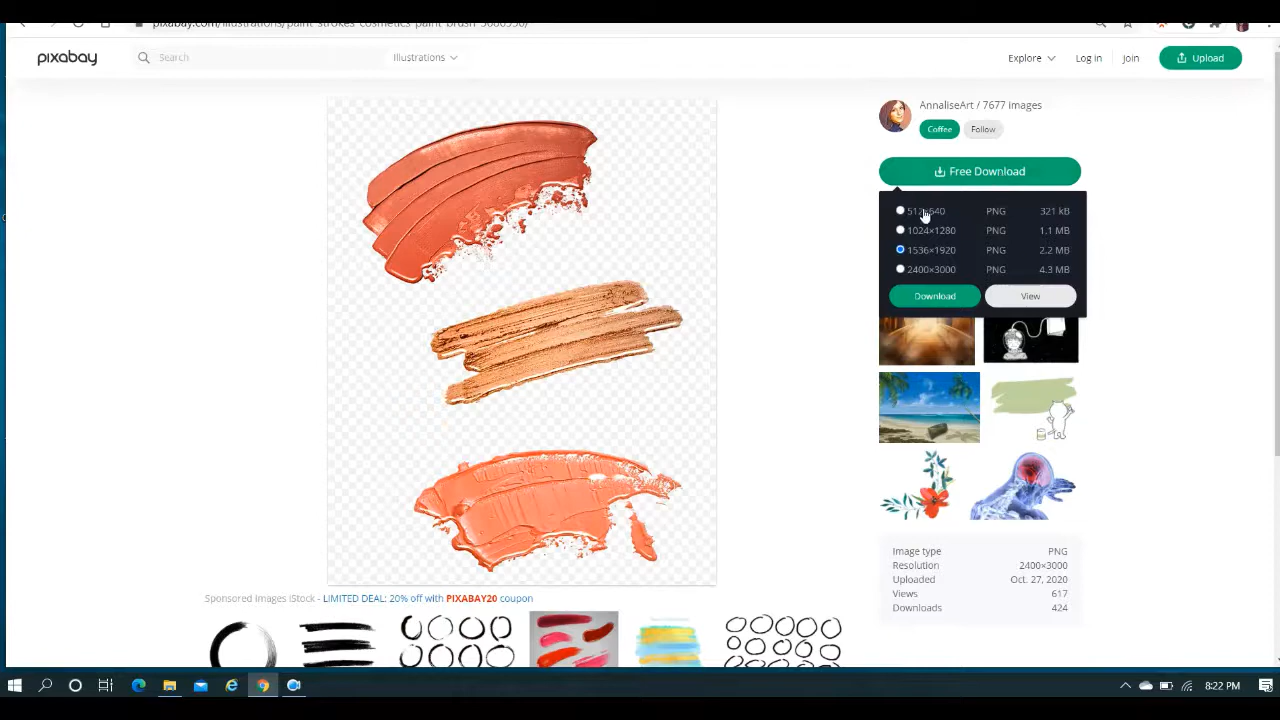 pixabay
Search
Illustrations
Explore
Log in
Join
Upload
AnnaliseArt / 7677 images
Coffee
Follow
Free Download
512×640 PNG 321 kB
1024×1280 PNG 1.1 MB
1536×1920 PNG 2.2 MB
2400×3000 PNG 4.3 MB
Download
View
Image type PNG
Resolution 2400×3000
Uploaded Oct. 27, 2020
Views 617
Downloads 424
Sponsored Images iStock - LIMITED DEAL: 20% off with PIXABAY20 coupon
8:22 PM